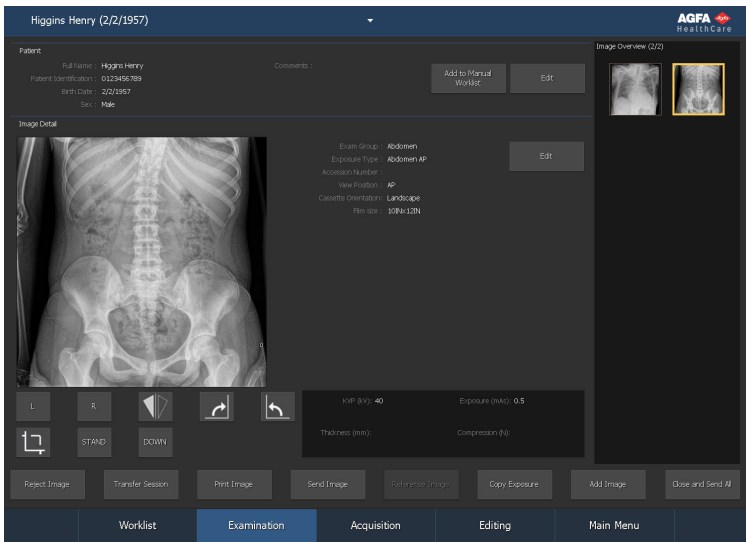 Higgins Henry (2/2/1957)
AGFA
HealthCare
Patient
Full Name : Higgins Henry
Comments :
Patient Identification : 0123456789
Birth Date : 2/2/1957
Sex : Male
Add to Manual
Worklist
Edit
Image Overview (2/2)
Image Detail
Exam Group : Abdomen
Exposure Type : Abdomen AP
Accession Number :
View Position : AP
Cassette Orientation: Landscape
Film size : 10INx12IN
Edit
L
R
STAND
DOWN
KVP (kV): 40
Exposure (mAs): 0.5
Thickness (mm):
Compression (N):
Reject Image
Transfer Session
Print Image
Send Image
Reference Image
Copy Exposure
Add Image
Close and Send All
Worklist
Examination
Acquisition
Editing
Main Menu